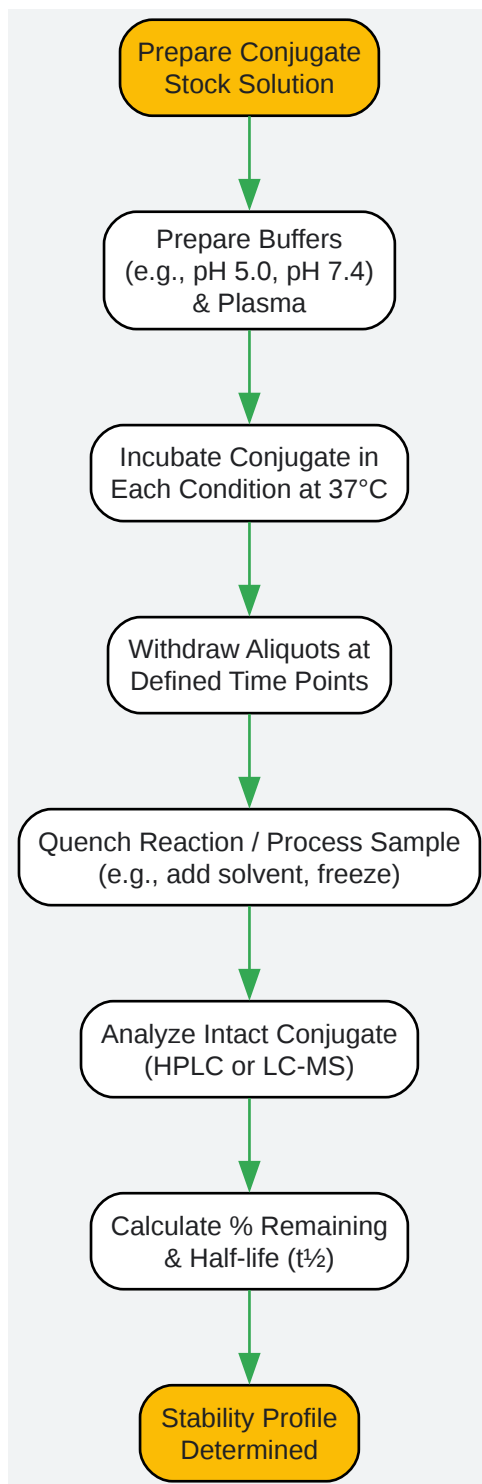 Prepare Conjugate
Stock Solution
Prepare Buffers
(e.g., pH 5.0, pH 7.4)
& Plasma
Incubate Conjugate in
Each Condition at 37°C
Withdraw Aliquots at
Defined Time Points
Quench Reaction / Process Sample
(e.g., add solvent, freeze)
Analyze Intact Conjugate
(HPLC or LC-MS)
Calculate % Remaining
& Half-life (t½)
Stability Profile
Determined